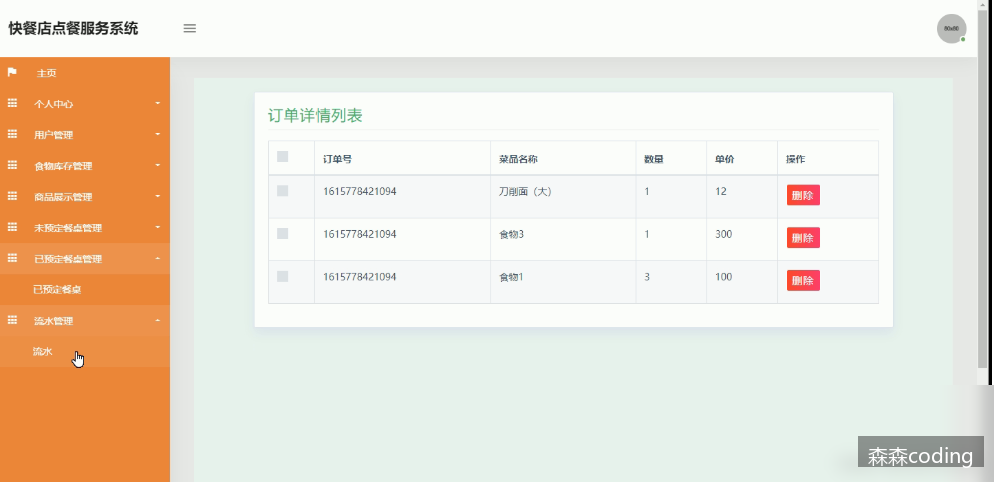 快餐店点餐服务系统
60x60
主页
个人中心
用户管理
食物库存管理
商品展示管理
未预定餐桌管理
已预定餐桌管理
已预定餐桌
流水管理
流水
订单详情列表
订单号 菜品名称 数量 单价 操作
1615778421094 刀削面（大） 1 12 删除
1615778421094 食物3 1 300 删除
1615778421094 食物1 3 100 删除
森森coding